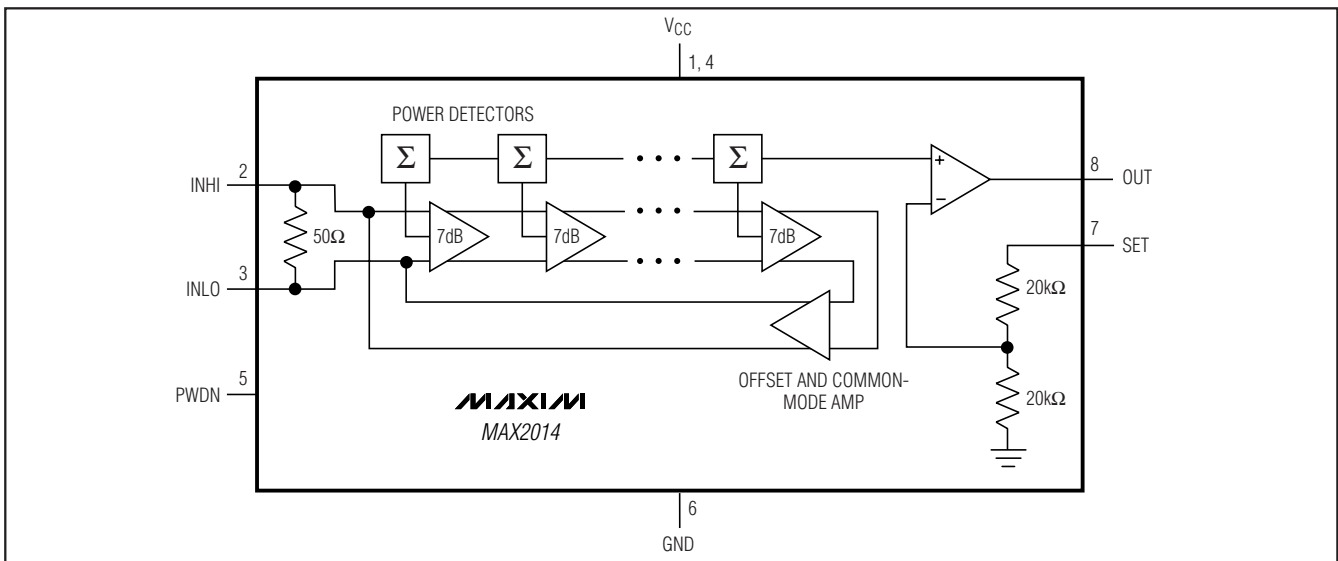 VCC
1, 4
POWER DETECTORS
Σ Σ • • • Σ
2
INHI
+
−
8
OUT
7dB 7dB • • • 7dB
50Ω
7
SET
3
INLO
• • •
20kΩ
OFFSET AND COMMON-
MODE AMP
5
PWDN
20kΩ
MAXIM
MAX2014
6
GND